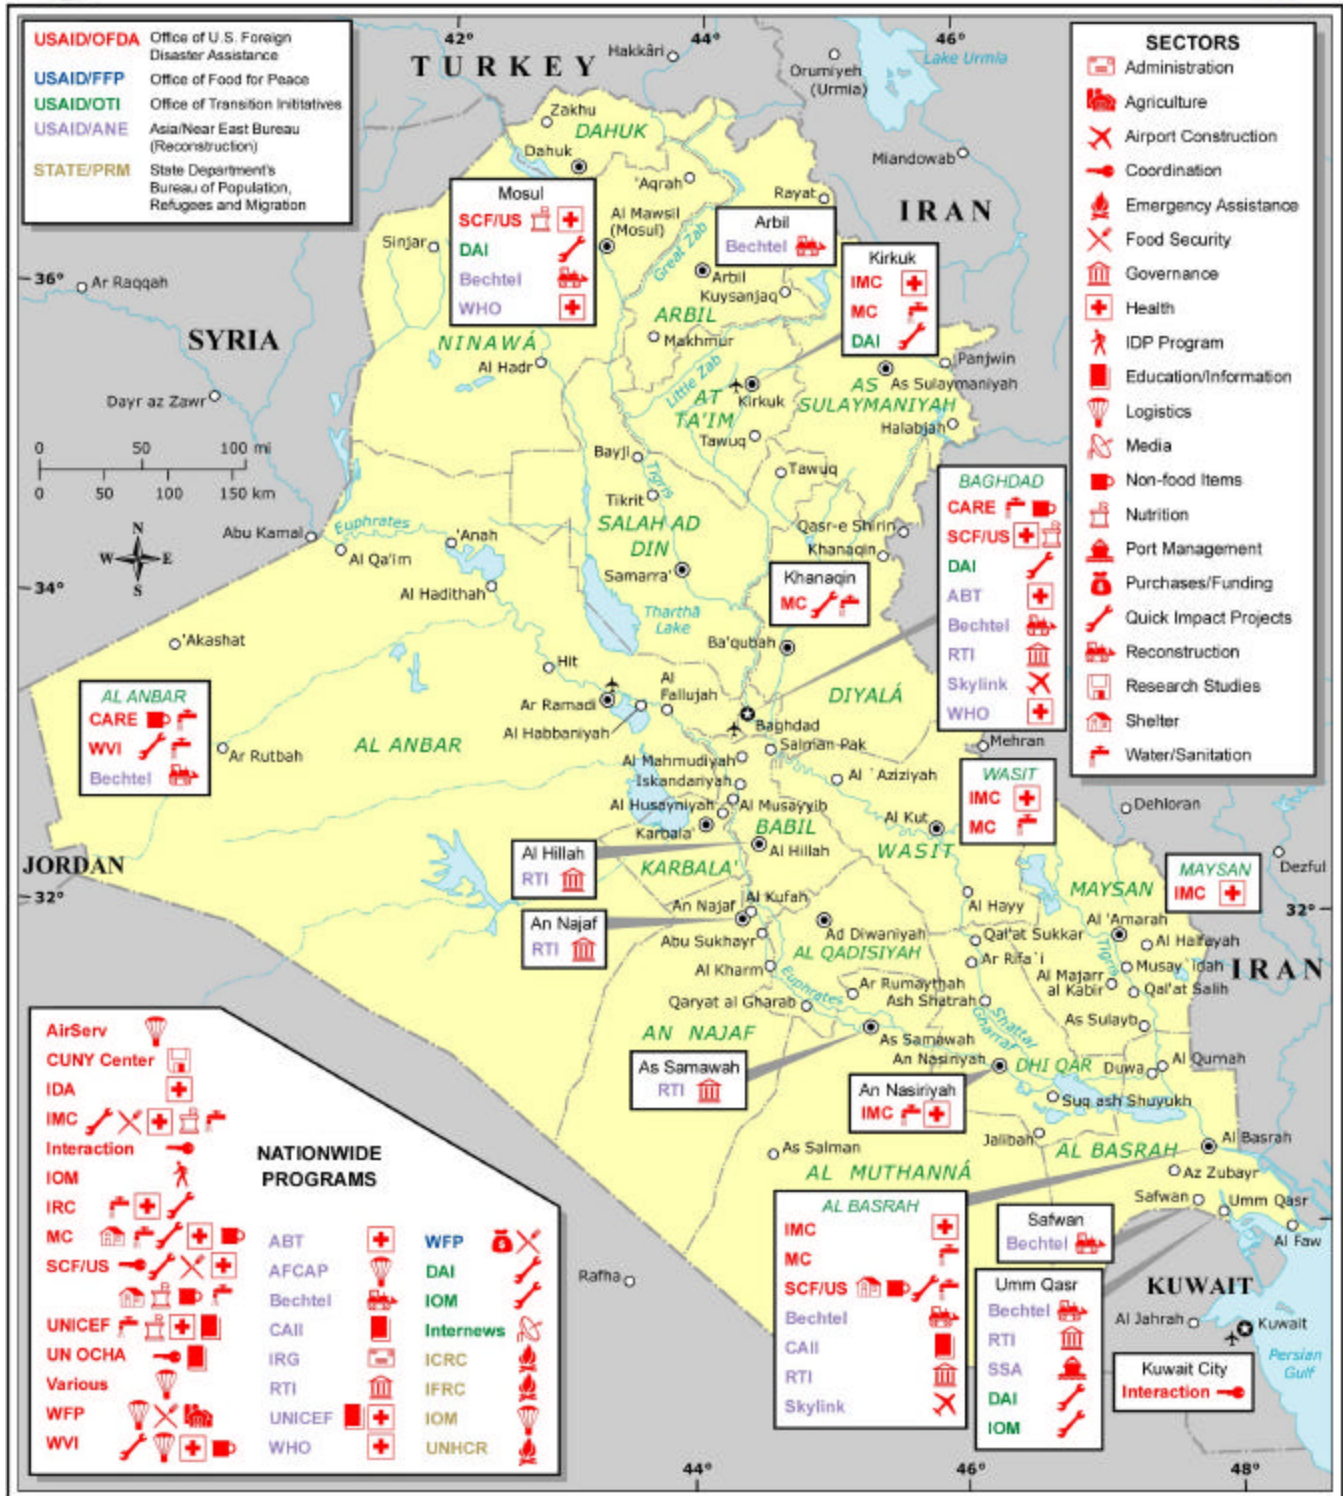 USAID/OFDA Office of U.S. Foreign
Disaster Assistance
USAID/FFP Office of Food for Peace
USAID/OTI Office of Transition Inititatives
USAID/ANE Asia/Near East Bureau
(Reconstruction)
STATE/PRM State Department's
Bureau of Population,
Refugees and Migration
42°
44°
46°
TURKEY
Hakkâri
Orumiyeh
(Urmia)
Lake Urmia
Miandowab
IRAN
SECTORS
Administration
Agriculture
Airport Construction
Coordination
Emergency Assistance
Food Security
Governance
Health
IDP Program
Education/Information
Logistics
Media
Non-food Items
Nutrition
Port Management
Purchases/Funding
Quick Impact Projects
Reconstruction
Research Studies
Shelter
Water/Sanitation
Zakhu
DAHUK
Dahuk
'Aqrah
Rayat
Mosul
SCF/US
DAI
Bechtel
WHO
Al Mawsil
(Mosul)
Sinjar
Great Zab
Arbil
Bechtel
Arbil
Kuysanjaq
ARBIL
Makhmur
Kirkuk
IMC
MC
DAI
36°
Ar Raqqah
SYRIA
NINAWÁ
Al Hadr
Little Zab
Panjwin
As Sulaymaniyah
AS
SULAYMANIYAH
AT
TA'IM
Kirkuk
Halabjah
Dayr az Zawr
Tawuq
Tawuq
0 50 100 mi
0 50 100 150 km
Bayji
Tigris
Tikrit
SALAH AD
DIN
Abu Kamal
Euphrates
'Anah
Al Qa'im
N
W E
S
Qasr-e Shirin
Khanaqin
BAGHDAD
CARE
SCF/US
DAI
ABT
Bechtel
RTI
Skylink
WHO
34°
Samarra'
Al Hadithah
Khanaqin
MC
Tharthā
Lake
Ba'qubah
'Akashat
Hit
DIYALÁ
AL ANBAR
CARE
WVI
Bechtel
Ar Rutbah
AL ANBAR
Ar Ramadi
Al
Fallujah
Al Habbaniyah
Baghdad
Salman Pak
Mehran
Al Mahmudiyah
Iskandariyah
Al Husayniyah
Al Musayyib
Karbala'
Al `Aziziyah
WASIT
IMC
MC
Dehloran
Dezful
BABIL
Al Hillah
Al Kut
WASIT
JORDAN
Al Hillah
RTI
KARBALA'
MAYSAN
MAYSAN
IMC
32°
32°
An Najaf
RTI
An Najaf
Al Kufah
Abu Sukhayr
Ad Diwaniyah
AL QADISIYAH
Al Hayy
Al 'Amarah
Qal'at Sukkar
Al Halfayah
Tigris
Ar Rifa`i
Musay`idah
Al Majarr
al Kabir
Qal'at Salih
IRAN
Al Kharm
Euphrates
Ar Rumaythah
Ash Shatrah
Qaryat al Gharab
Shattal
Gharraf
As Sulayb
AN NAJAF
As Samawah
An Nasiriyah
DHI QAR
Duwa
Al Qurnah
As Samawah
RTI
An Nasiriyah
IMC
Suq ash Shuyukh
Jalibah
As Salman
AL BASRAH
Al Basrah
AL MUTHANNÁ
Az Zubayr
Safwan
Umm Qasr
Al Faw
AL BASRAH
IMC
MC
SCF/US
Bechtel
CAII
RTI
Skylink
Safwan
Bechtel
Umm Qasr
Bechtel
RTI
SSA
DAI
IOM
Rafha
KUWAIT
Al Jahrah
Kuwait
Persian
Gulf
Kuwait City
Interaction
AirServ
CUNY Center
IDA
IMC
Interaction
IOM
IRC
MC
SCF/US
UNICEF
UN OCHA
Various
WFP
WVI
NATIONWIDE
PROGRAMS
ABT
AFCAP
Bechtel
CAII
IRG
RTI
UNICEF
WHO
WFP
DAI
IOM
Internews
ICRC
IFRC
IOM
UNHCR
44°
46°
48°